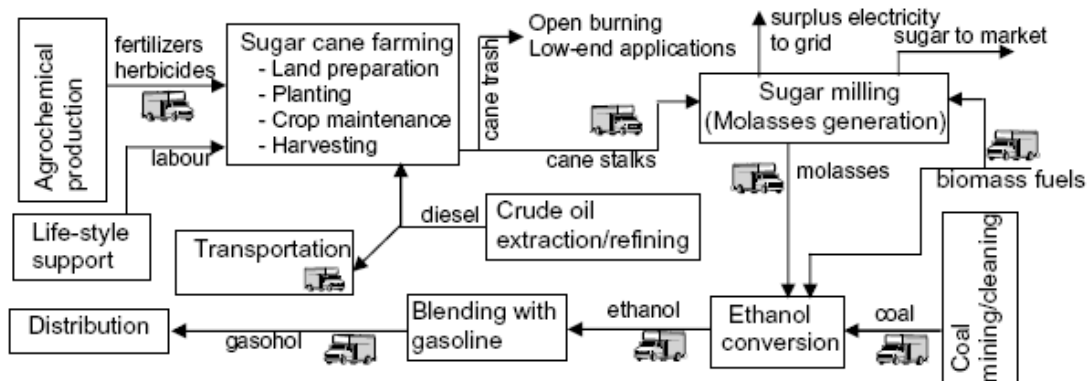 Agrochemical
production
fertilizers
herbicides
Sugar cane farming
- Land preparation
- Planting
- Crop maintenance
- Harvesting
cane trash
Open burning
Low-end applications
surplus electricity
to grid
sugar to market
Sugar milling
(Molasses generation)
labour
cane stalks
molasses
biomass fuels
Life-style
support
Transportation
diesel
Crude oil
extraction/refining
Coal
mining/cleaning
Distribution
gasohol
Blending with
gasoline
ethanol
Ethanol
conversion
coal